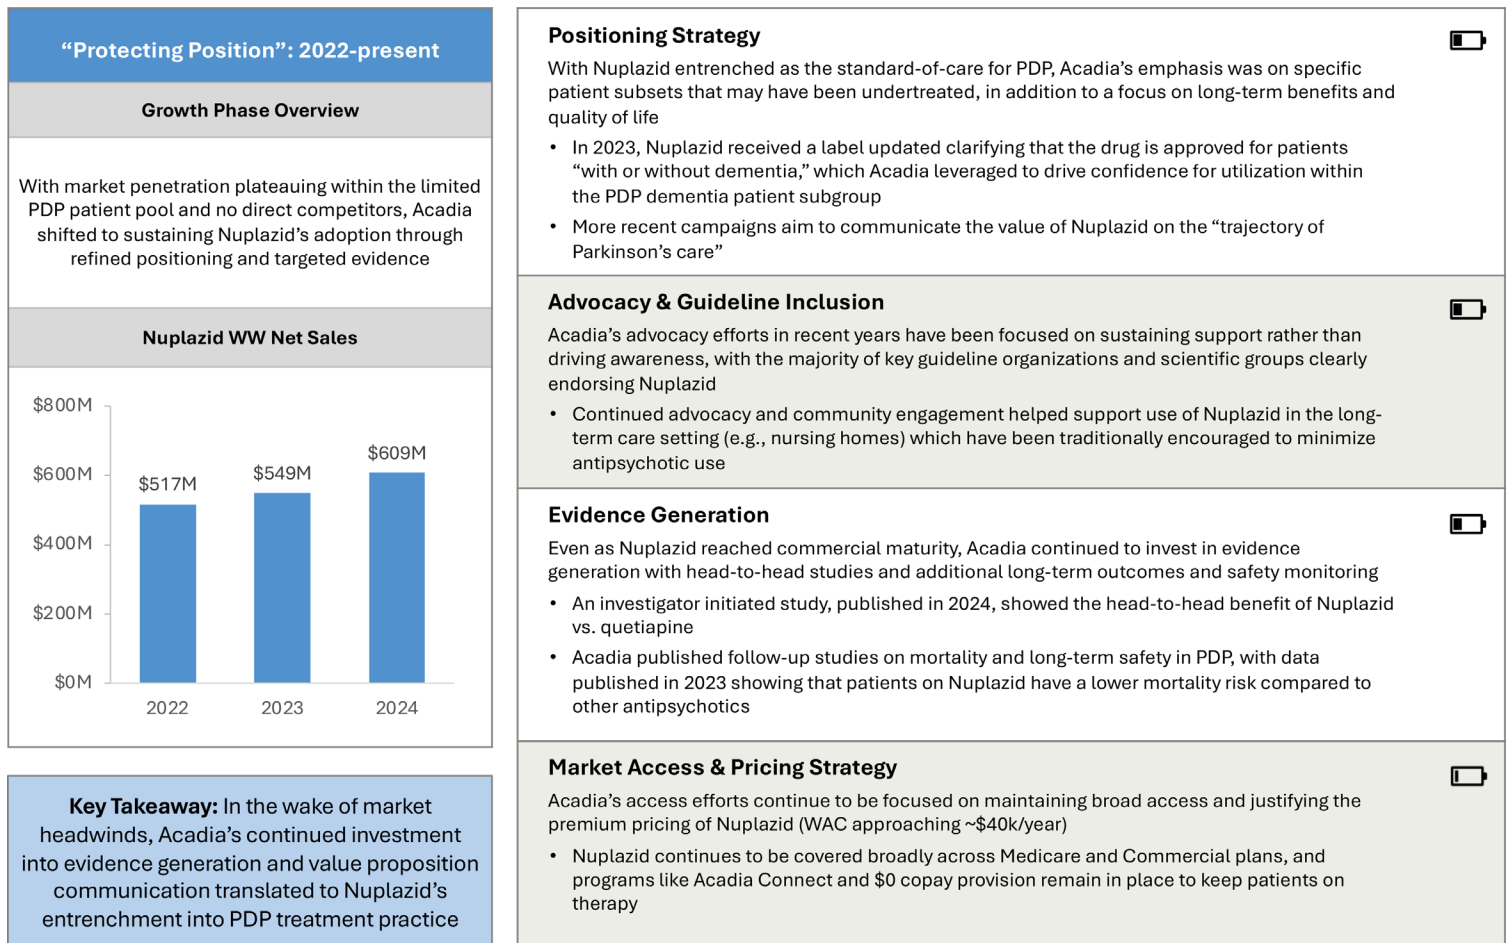 “Protecting Position”: 2022-present
Growth Phase Overview
With market penetration plateauing within the limited
PDP patient pool and no direct competitors, Acadia
shifted to sustaining Nuplazid’s adoption through
refined positioning and targeted evidence
Nuplazid WW Net Sales
$800M
$600M
$400M
$200M
$0M
$517M
$549M
$609M
2022
2023
2024
Key Takeaway: In the wake of market
headwinds, Acadia’s continued investment
into evidence generation and value proposition
communication translated to Nuplazid’s
entrenchment into PDP treatment practice
Positioning Strategy
With Nuplazid entrenched as the standard-of-care for PDP, Acadia’s emphasis was on specific
patient subsets that may have been undertreated, in addition to a focus on long-term benefits and
quality of life
• In 2023, Nuplazid received a label updated clarifying that the drug is approved for patients
“with or without dementia,” which Acadia leveraged to drive confidence for utilization within
the PDP dementia patient subgroup
• More recent campaigns aim to communicate the value of Nuplazid on the “trajectory of
Parkinson’s care”
Advocacy & Guideline Inclusion
Acadia’s advocacy efforts in recent years have been focused on sustaining support rather than
driving awareness, with the majority of key guideline organizations and scientific groups clearly
endorsing Nuplazid
• Continued advocacy and community engagement helped support use of Nuplazid in the long-
term care setting (e.g., nursing homes) which have been traditionally encouraged to minimize
antipsychotic use
Evidence Generation
Even as Nuplazid reached commercial maturity, Acadia continued to invest in evidence
generation with head-to-head studies and additional long-term outcomes and safety monitoring
• An investigator initiated study, published in 2024, showed the head-to-head benefit of Nuplazid
vs. quetiapine
• Acadia published follow-up studies on mortality and long-term safety in PDP, with data
published in 2023 showing that patients on Nuplazid have a lower mortality risk compared to
other antipsychotics
Market Access & Pricing Strategy
Acadia’s access efforts continue to be focused on maintaining broad access and justifying the
premium pricing of Nuplazid (WAC approaching ~$40k/year)
• Nuplazid continues to be covered broadly across Medicare and Commercial plans, and
programs like Acadia Connect and $0 copay provision remain in place to keep patients on
therapy